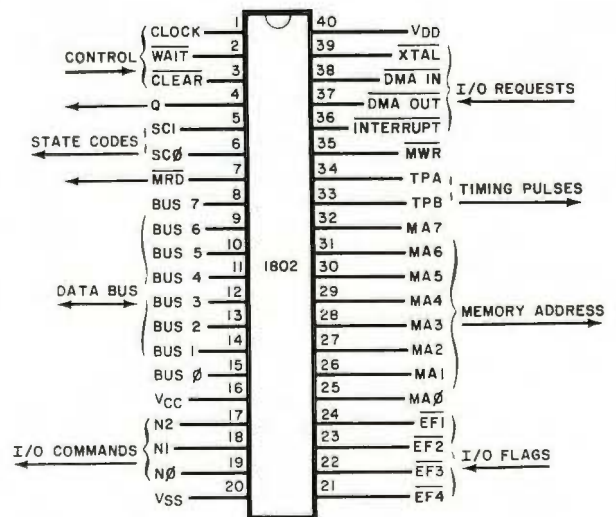 CLOCK 1 40 VDD
CONTROL WAIT 2 39 XTAL
CLEAR 3 38 DMA IN
Q 4 37 DMA OUT I/O REQUESTS
SC1 5 36 INTERRUPT
STATE CODES SCØ 6 35 MWR
MRD 7 34 TPA
BUS 7 8 33 TPB TIMING PULSES
BUS 6 9 32 MA7
BUS 5 10 31 MA6
BUS 4 11 1802 30 MA5
DATA BUS BUS 3 12 29 MA4
BUS 2 13 28 MA3 MEMORY ADDRESS
BUS 1 14 27 MA2
BUS Ø 15 26 MA1
VCC 16 25 MAØ
N2 17 24 EF1
I/O COMMANDS N1 18 23 EF2 I/O FLAGS
NØ 19 22 EF3
VSS 20 21 EF4